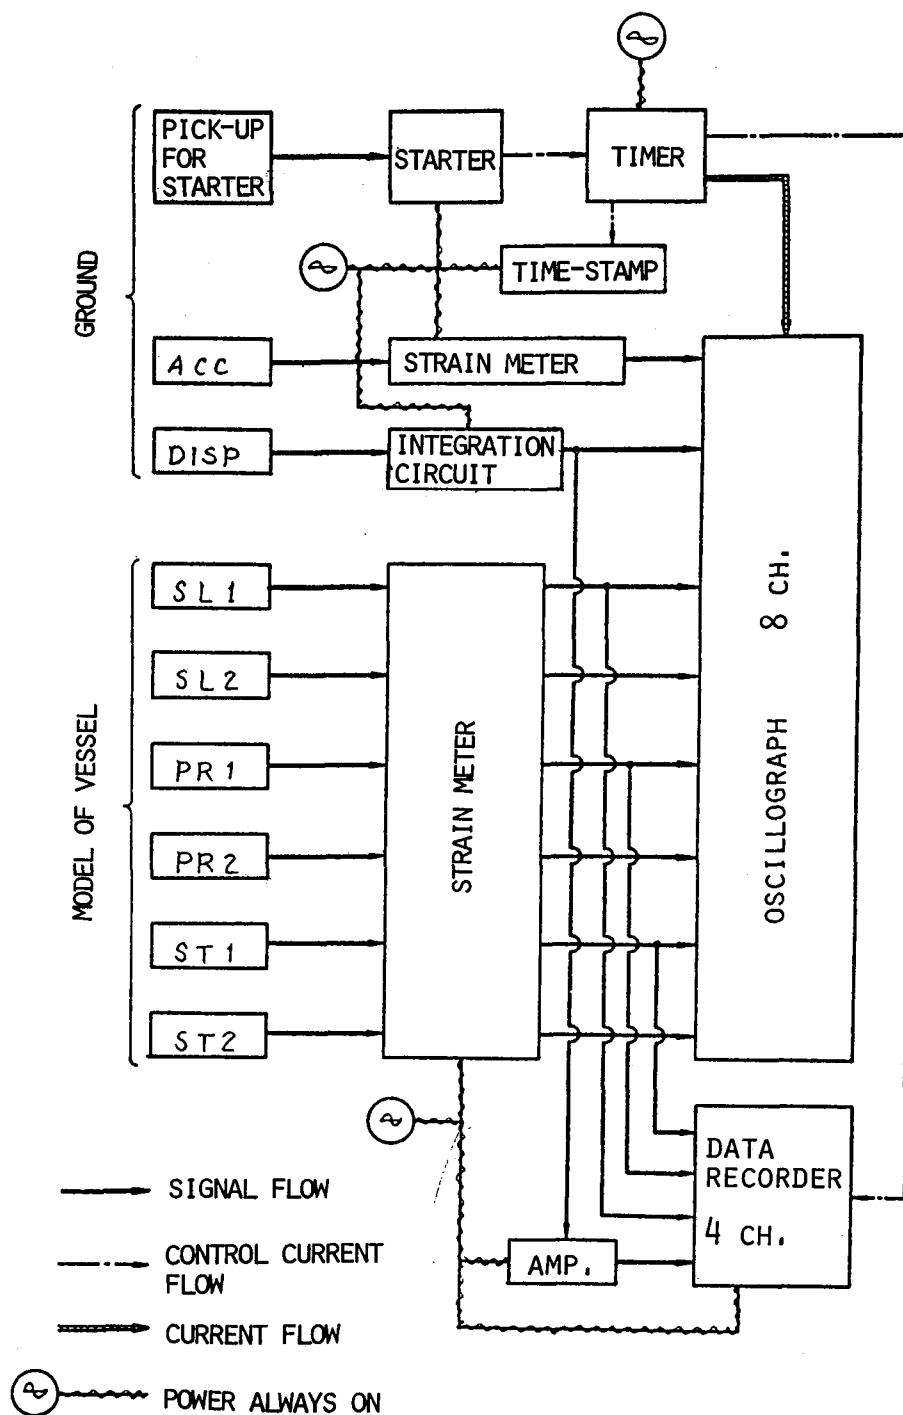 PICK-UP
FOR
STARTER
STARTER
TIMER
TIME-STAMP
GROUND
ACC
STRAIN METER
DISP
INTEGRATION
CIRCUIT
MODEL OF VESSEL
SL1
SL2
PR1
PR2
ST1
ST2
STRAIN METER
OSCILLOGRAPH 8 CH.
DATA
RECORDER
4 CH.
AMP.
SIGNAL FLOW
CONTROL CURRENT
FLOW
CURRENT FLOW
POWER ALWAYS ON